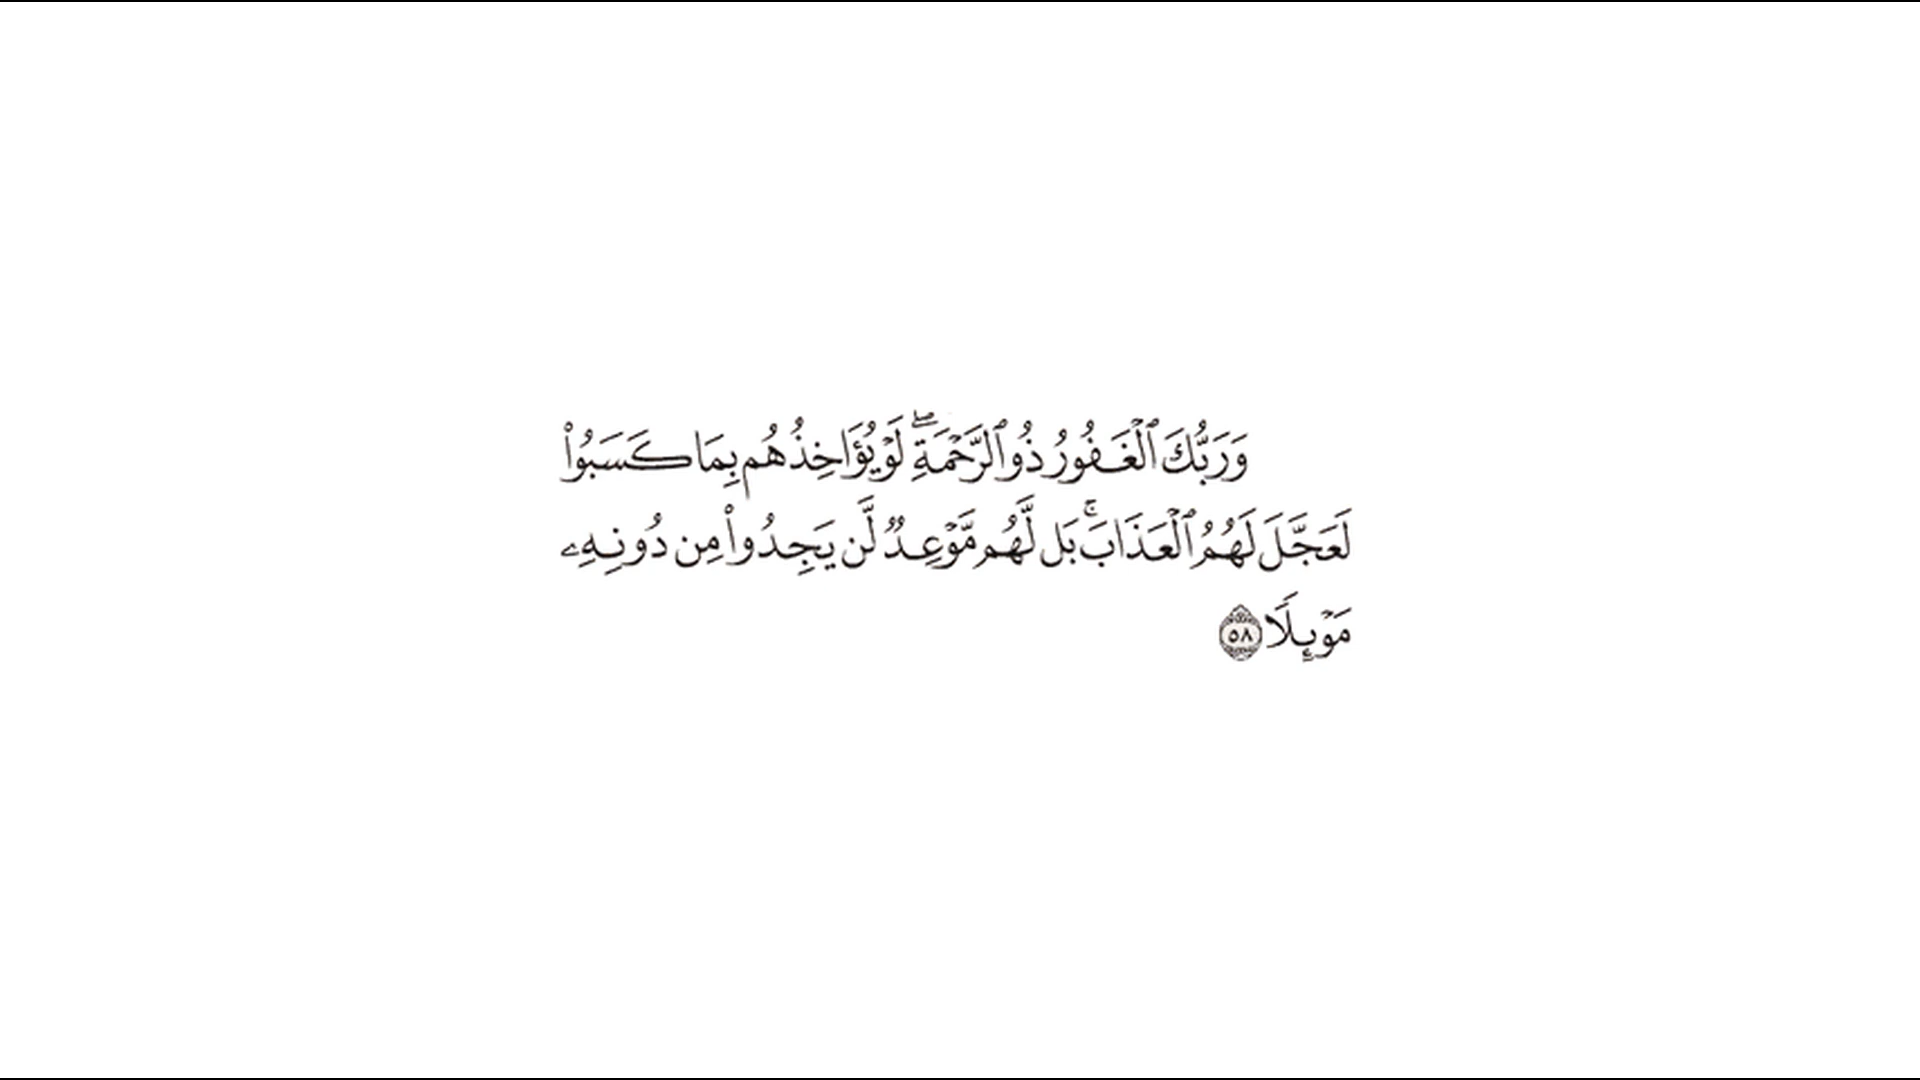 وَرَبُّكَ ٱلْغَفُورُ ذُو ٱلرَّحْمَةِ ۖ لَوْ يُؤَاخِذُهُم بِمَا كَسَبُوا۟
لَعَجَّلَ لَهُمُ ٱلْعَذَابَ ۚ بَل لَّهُم مَّوْعِدٌ لَّن يَجِدُوا۟ مِن دُونِهِۦ
مَوْئِلًا ٥٨